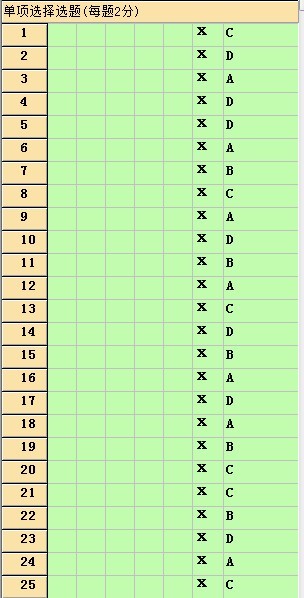 单项选择选题(每题2分)
1 X C
2 X D
3 X A
4 X D
5 X D
6 X A
7 X B
8 X C
9 X A
10 X D
11 X B
12 X A
13 X C
14 X D
15 X B
16 X A
17 X D
18 X A
19 X B
20 X C
21 X C
22 X B
23 X D
24 X A
25 X C